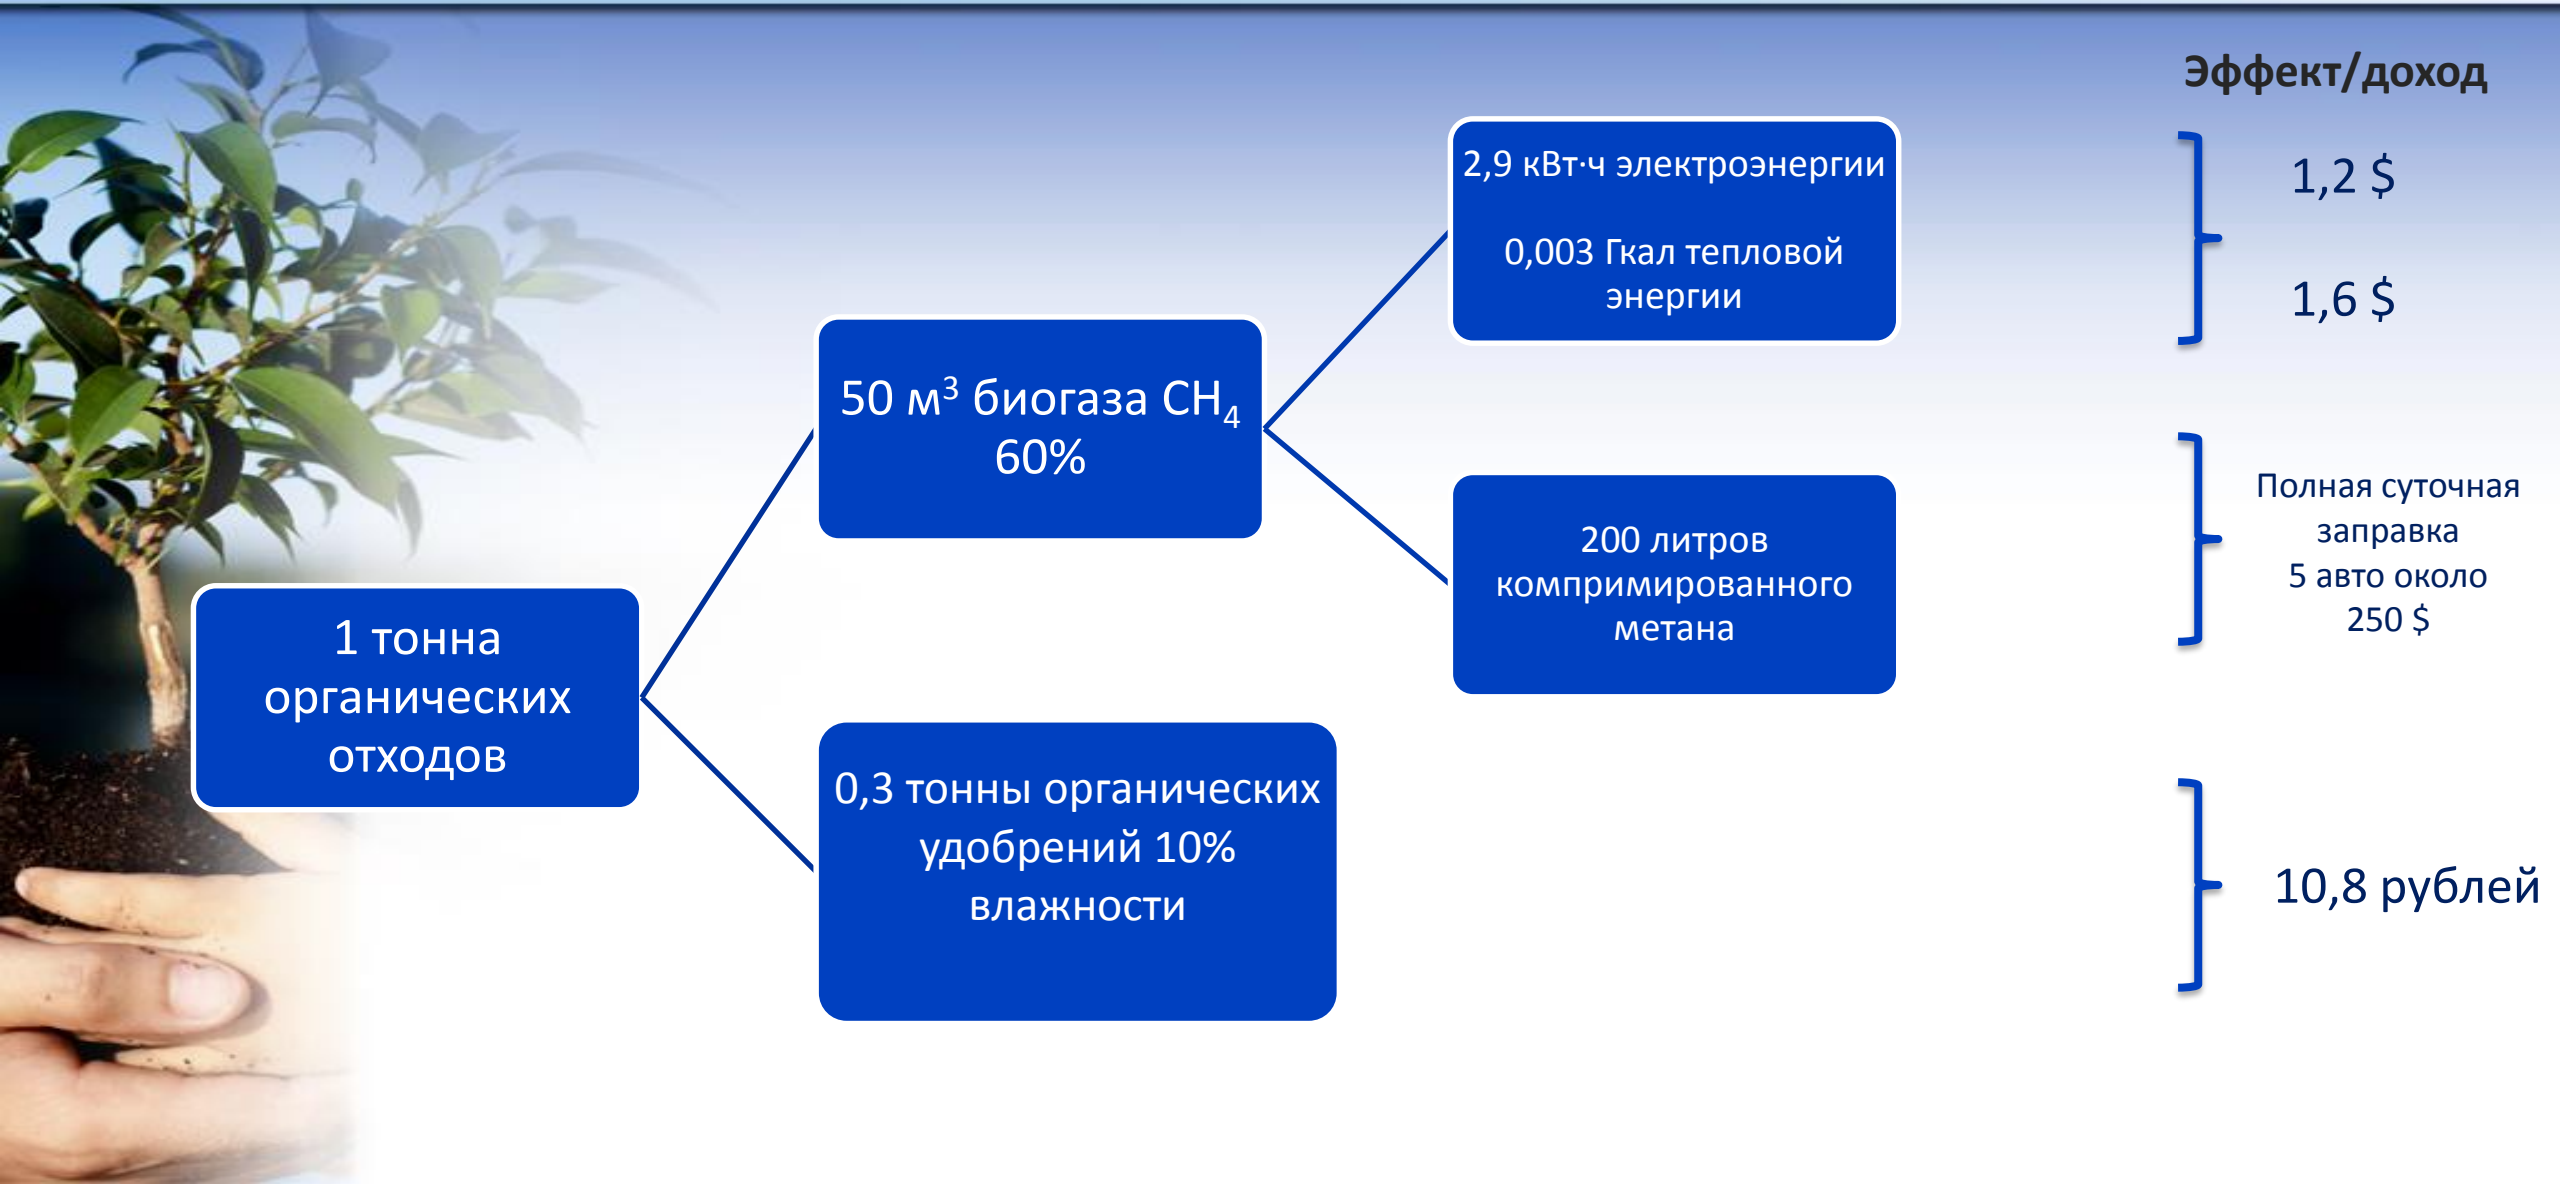 Эффект/доход
2,9 кВт·ч электроэнергии
0,003 Гкал тепловой
энергии
1,2 $
1,6 $
50 м³ биогаза CH₄
60%
200 литров
компримированного
метана
Полная суточная
заправка
5 авто около
250 $
1 тонна
органических
отходов
0,3 тонны органических
удобрений 10%
влажности
10,8 рублей